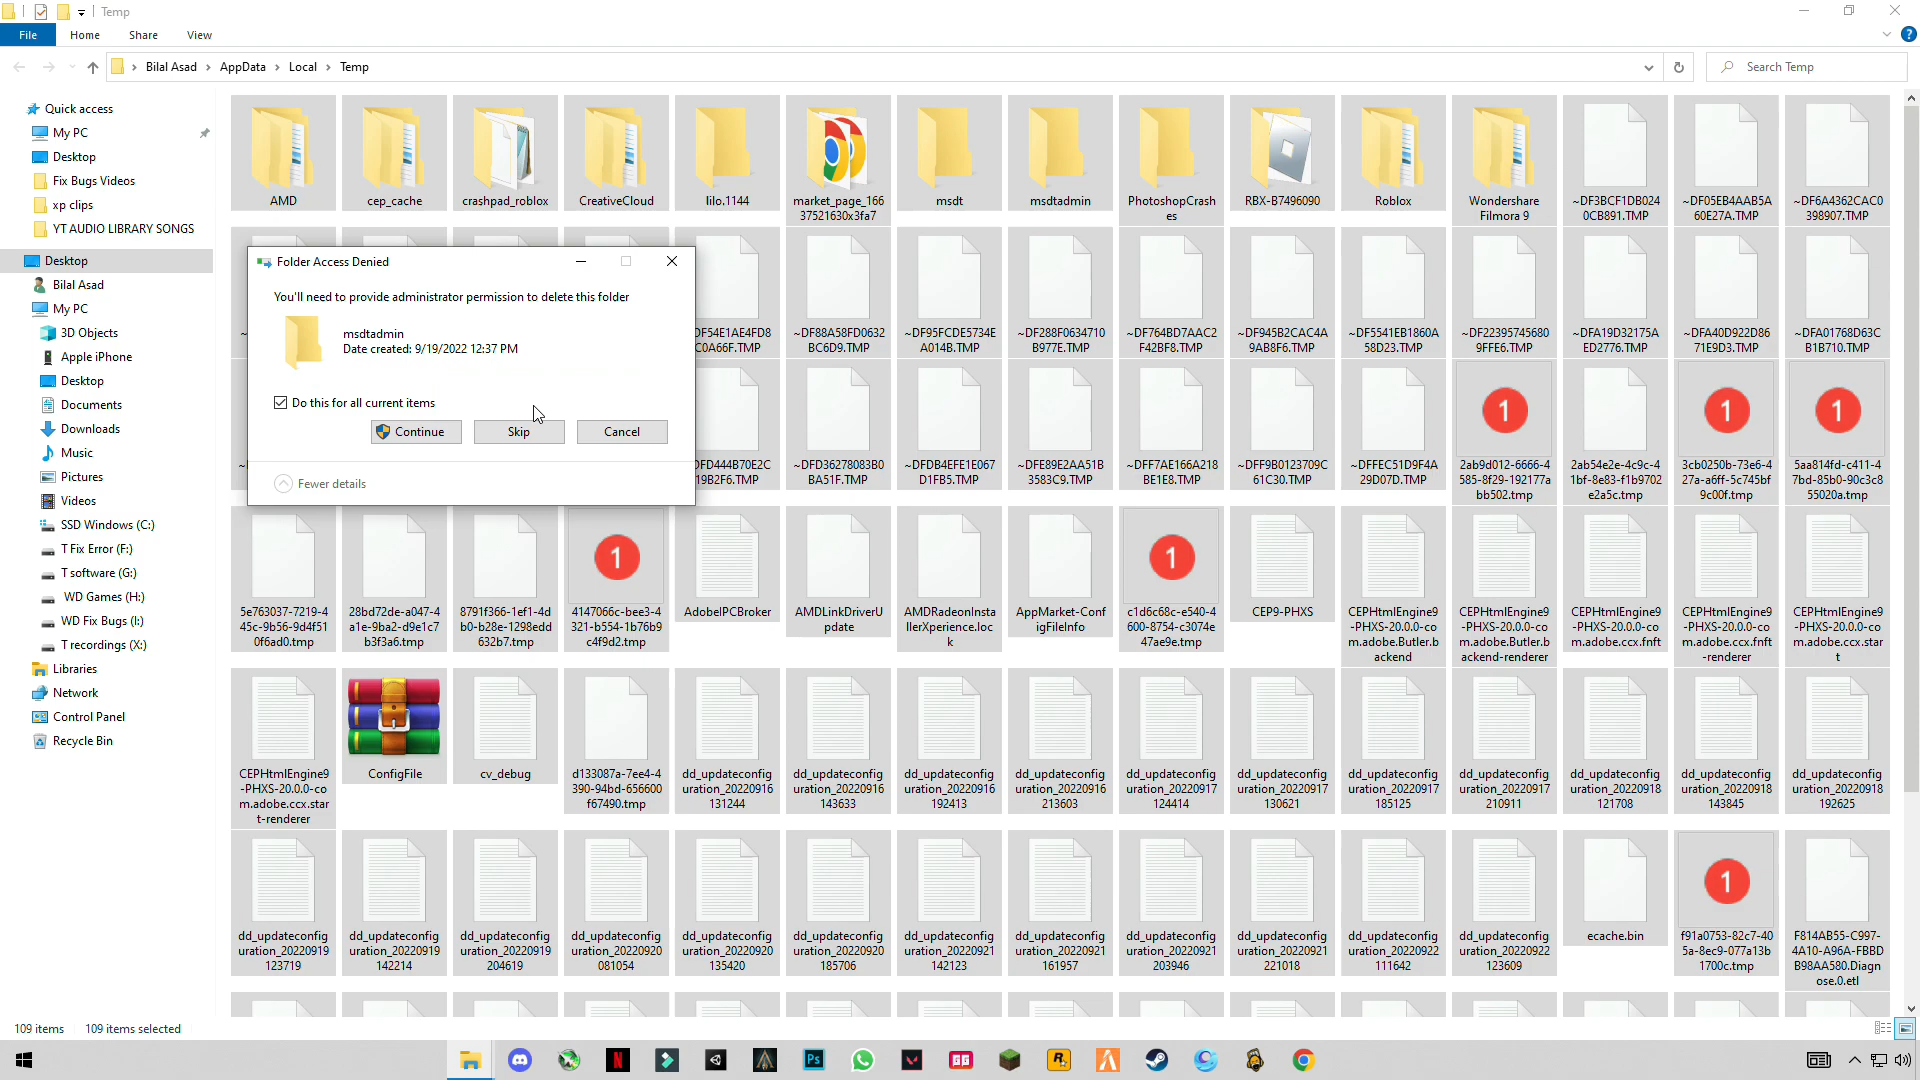 Temp
File
Home
Share
View
Bilal Asad
AppData
Local
Temp
Search Temp
Quick access
My PC
Desktop
Fix Bugs Videos
xp clips
YT AUDIO LIBRARY SONGS
Desktop
Bilal Asad
My PC
3D Objects
Apple iPhone
Desktop
Documents
Downloads
Music
Pictures
Videos
SSD Windows (C:)
T Fix Error (F:)
T software (G:)
WD Games (H:)
WD Fix Bugs (I:)
T recordings (X:)
Libraries
Network
Control Panel
Recycle Bin
AMD
cep_cache
crashpad_roblox
CreativeCloud
lilo.1144
market_page_166
37521630x3fa7
msdt
msdtadmin
PhotoshopCrash
es
RBX-B7496090
Roblox
Wondershare
Filmora 9
~DF3BCF1DB024
0CB891.TMP
~DF05EB4AAB5A
60E27A.TMP
~DF6A4362CAC0
398907.TMP
Folder Access Denied
You'll need to provide administrator permission to delete this folder
msdtadmin
Date created: 9/19/2022 12:37 PM
Do this for all current items
Continue
Skip
Cancel
Fewer details
DF54E1AE4FD8
C0A66F.TMP
~DF88A58FD0632
BC6D9.TMP
~DF95FCDE5734E
A014B.TMP
~DF288F0634710
B977E.TMP
~DF764BD7AAC2
F42BF8.TMP
~DF945B2CAC4A
9AB8F6.TMP
~DF5541EB1860A
58D23.TMP
~DF22395745680
9FFE6.TMP
~DFA19D32175A
ED2776.TMP
~DFA40D922D86
71E9D3.TMP
~DFA01768D63C
B1B710.TMP
DFD444B70E2C
19B2F6.TMP
~DFD36278083B0
BA51F.TMP
~DFDB4EFE1E067
D1FB5.TMP
~DFE89E2AA51B
3583C9.TMP
~DFF7AE166A218
BE1E8.TMP
~DFF9B0123709C
61C30.TMP
~DFFEC51D9F4A
29D07D.TMP
1
2ab9d012-6666-4
585-8f29-192177a
bb502.tmp
2ab54e2e-4c9c-4
1bf-8e83-f1b9702
e2a5c.tmp
1
3cb0250b-73e6-4
27a-a6ff-5c745bf
9c00f.tmp
1
5aa814fd-c411-4
7bd-85b0-90c3c8
55020a.tmp
5e763037-7219-4
45c-9b56-9d4f51
0f6ad0.tmp
28bd72de-a047-4
a1e-9ba2-d9e1c7
b3f3a6.tmp
8791f366-1ef1-4d
b0-b28e-1298edd
632b7.tmp
1
4147066c-bee3-4
321-b554-1b76b9
c4f9d2.tmp
AdobeIPCBroker
AMDLinkDriverU
pdate
AMDRadeonInsta
llerXperience.loc
k
AppMarket-Conf
igFileInfo
1
c1d6c68c-e540-4
600-8754-c3074e
47ae9e.tmp
CEP9-PHXS
CEPHtmlEngine9
-PHXS-20.0.0-co
m.adobe.Butler.b
ackend
CEPHtmlEngine9
-PHXS-20.0.0-co
m.adobe.Butler.b
ackend-renderer
CEPHtmlEngine9
-PHXS-20.0.0-co
m.adobe.ccx.fnft
CEPHtmlEngine9
-PHXS-20.0.0-co
m.adobe.ccx.fnft
-renderer
CEPHtmlEngine9
-PHXS-20.0.0-co
m.adobe.ccx.star
t
CEPHtmlEngine9
-PHXS-20.0.0-co
m.adobe.ccx.star
t-renderer
ConfigFile
cv_debug
d133087a-7ee4-4
390-94bd-656600
f67490.tmp
dd_updateconfig
uration_20220916
131244
dd_updateconfig
uration_20220916
143633
dd_updateconfig
uration_20220916
192413
dd_updateconfig
uration_20220916
213603
dd_updateconfig
uration_20220917
124414
dd_updateconfig
uration_20220917
130621
dd_updateconfig
uration_20220917
185125
dd_updateconfig
uration_20220917
210911
dd_updateconfig
uration_20220918
121708
dd_updateconfig
uration_20220918
143845
dd_updateconfig
uration_20220918
192625
dd_updateconfig
uration_20220919
123719
dd_updateconfig
uration_20220919
142214
dd_updateconfig
uration_20220919
204619
dd_updateconfig
uration_20220920
081054
dd_updateconfig
uration_20220920
135420
dd_updateconfig
uration_20220920
185706
dd_updateconfig
uration_20220921
142123
dd_updateconfig
uration_20220921
161957
dd_updateconfig
uration_20220921
203946
dd_updateconfig
uration_20220921
221018
dd_updateconfig
uration_20220922
111642
dd_updateconfig
uration_20220922
123609
ecache.bin
1
f91a0753-82c7-40
5a-8ec9-077a13b
1700c.tmp
F814AB55-C997-
4A10-A96A-FBBD
B98AA580.Diagn
ose.0.etl
109 items
109 items selected